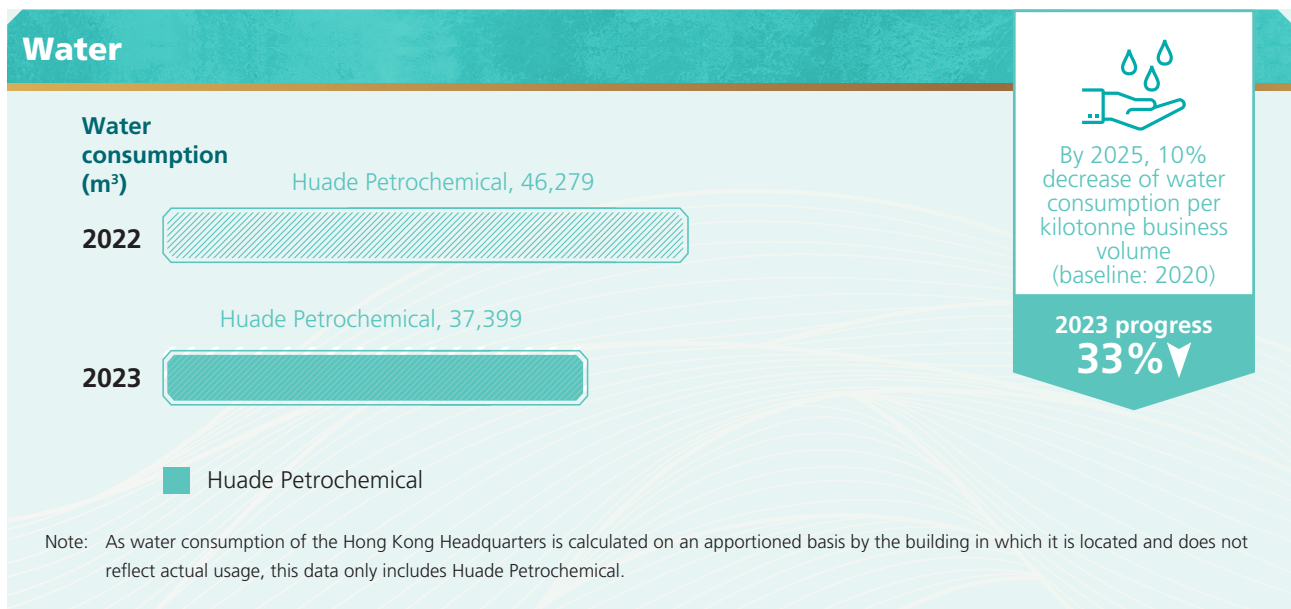 Water
Water
consumption
(m³)
Huade Petrochemical, 46,279
2022
Huade Petrochemical, 37,399
2023
Huade Petrochemical
By 2025, 10%
decrease of water
consumption per
kilotonne business
volume
(baseline: 2020)
2023 progress
33%
Note: As water consumption of the Hong Kong Headquarters is calculated on an apportioned basis by the building in which it is located and does not
reflect actual usage, this data only includes Huade Petrochemical.